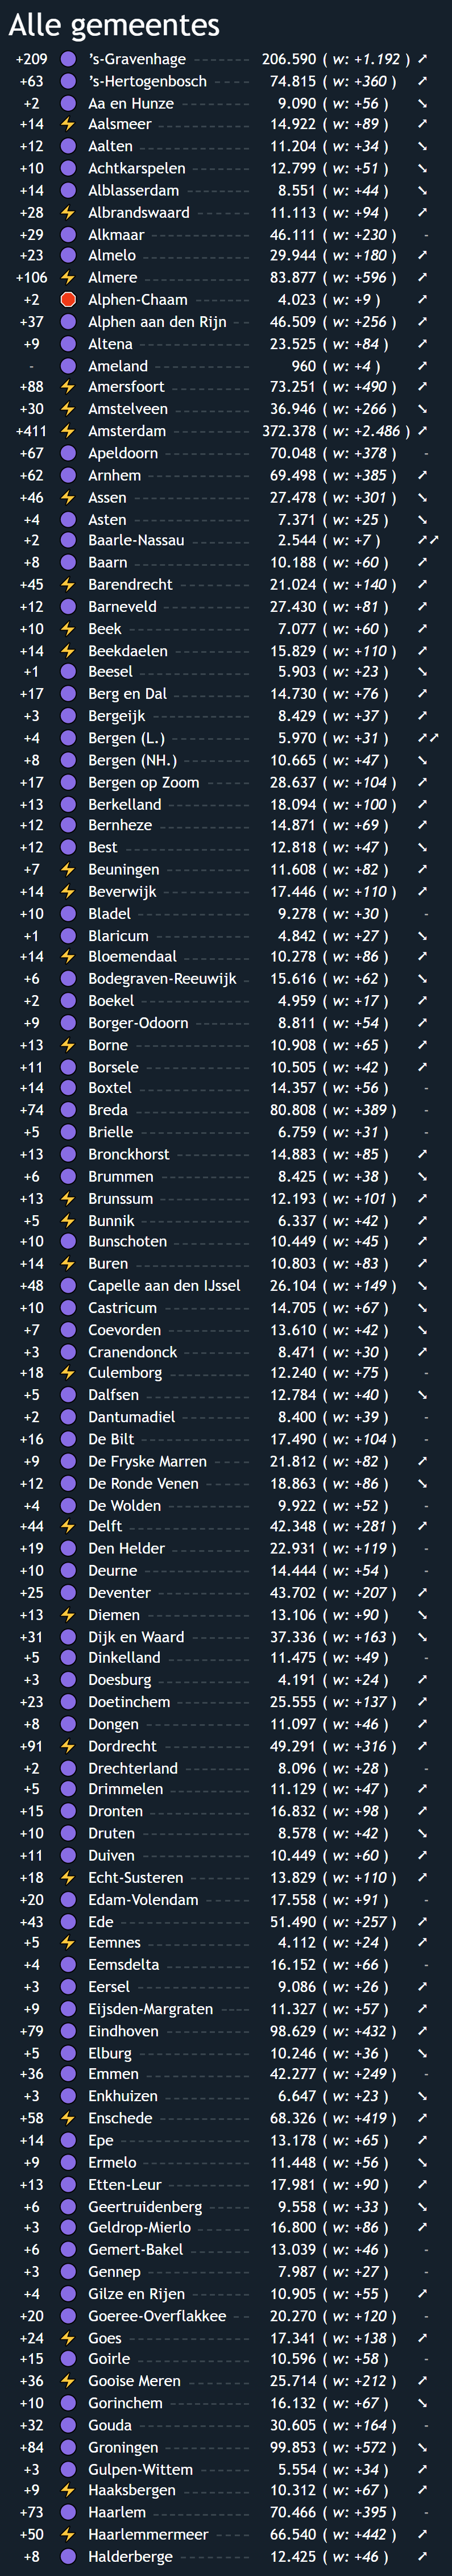 Alle gemeentes
+209 ’s-Gravenhage 206.590 ( w: +1.192 ) ↗
+63 ’s-Hertogenbosch 74.815 ( w: +360 ) ↗
+2 Aa en Hunze 9.090 ( w: +56 ) ↘
+14 Aalsmeer 14.922 ( w: +89 ) ↗
+12 Aalten 11.204 ( w: +34 ) ↘
+10 Achtkarspelen 12.799 ( w: +51 ) ↘
+14 Alblasserdam 8.551 ( w: +44 ) ↘
+28 Albrandswaard 11.113 ( w: +94 ) ↗
+29 Alkmaar 46.111 ( w: +230 ) -
+23 Almelo 29.944 ( w: +180 ) ↗
+106 Almere 83.877 ( w: +596 ) ↗
+2 Alphen-Chaam 4.023 ( w: +9 ) ↗
+37 Alphen aan den Rijn 46.509 ( w: +256 ) ↗
+9 Altena 23.525 ( w: +84 ) ↗
- Ameland 960 ( w: +4 ) ↗
+88 Amersfoort 73.251 ( w: +490 ) ↗
+30 Amstelveen 36.946 ( w: +266 ) ↘
+411 Amsterdam 372.378 ( w: +2.486 ) ↗
+67 Apeldoorn 70.048 ( w: +378 ) -
+62 Arnhem 69.498 ( w: +385 ) ↗
+46 Assen 27.478 ( w: +301 ) ↘
+4 Asten 7.371 ( w: +25 ) ↘
+2 Baarle-Nassau 2.544 ( w: +7 ) ↗↗
+8 Baarn 10.188 ( w: +60 ) ↗
+45 Barendrecht 21.024 ( w: +140 ) ↗
+12 Barneveld 27.430 ( w: +81 ) ↗
+10 Beek 7.077 ( w: +60 ) ↗
+14 Beekdaelen 15.829 ( w: +110 ) ↗
+1 Beesel 5.903 ( w: +23 ) ↘
+17 Berg en Dal 14.730 ( w: +76 ) ↗
+3 Bergeijk 8.429 ( w: +37 ) ↗
+4 Bergen (L.) 5.970 ( w: +31 ) ↗↗
+8 Bergen (NH.) 10.665 ( w: +47 ) ↘
+17 Bergen op Zoom 28.637 ( w: +104 ) ↗
+13 Berkelland 18.094 ( w: +100 ) ↗
+12 Bernheze 14.871 ( w: +69 ) ↗
+12 Best 12.818 ( w: +47 ) ↘
+7 Beuningen 11.608 ( w: +82 ) ↗
+14 Beverwijk 17.446 ( w: +110 ) ↗
+10 Bladel 9.278 ( w: +30 ) -
+1 Blaricum 4.842 ( w: +27 ) ↘
+14 Bloemendaal 10.278 ( w: +86 ) ↗
+6 Bodegraven-Reeuwijk 15.616 ( w: +62 ) ↘
+2 Boekel 4.959 ( w: +17 ) ↗
+9 Borger-Odoorn 8.811 ( w: +54 ) ↗
+13 Borne 10.908 ( w: +65 ) ↗
+11 Borsele 10.505 ( w: +42 ) ↗
+14 Boxtel 14.357 ( w: +56 ) -
+74 Breda 80.808 ( w: +389 ) -
+5 Brielle 6.759 ( w: +31 ) -
+13 Bronckhorst 14.883 ( w: +85 ) ↗
+6 Brummen 8.425 ( w: +38 ) ↘
+13 Brunssum 12.193 ( w: +101 ) ↗
+5 Bunnik 6.337 ( w: +42 ) ↗
+10 Bunschoten 10.449 ( w: +45 ) ↗
+14 Buren 10.803 ( w: +83 ) ↗
+48 Capelle aan den IJssel 26.104 ( w: +149 ) ↘
+10 Castricum 14.705 ( w: +67 ) ↘
+7 Coevorden 13.610 ( w: +42 ) ↘
+3 Cranendonck 8.471 ( w: +30 ) ↗
+18 Culemborg 12.240 ( w: +75 ) -
+5 Dalfsen 12.784 ( w: +40 ) ↘
+2 Dantumadiel 8.400 ( w: +39 ) -
+16 De Bilt 17.490 ( w: +104 ) -
+9 De Fryske Marren 21.812 ( w: +82 ) ↗
+12 De Ronde Venen 18.863 ( w: +86 ) ↘
+4 De Wolden 9.922 ( w: +52 ) -
+44 Delft 42.348 ( w: +281 ) ↗
+19 Den Helder 22.931 ( w: +119 ) -
+10 Deurne 14.444 ( w: +54 ) -
+25 Deventer 43.702 ( w: +207 ) ↗
+13 Diemen 13.106 ( w: +90 ) ↘
+31 Dijk en Waard 37.336 ( w: +163 ) ↘
+5 Dinkelland 11.475 ( w: +49 ) -
+3 Doesburg 4.191 ( w: +24 ) ↗
+23 Doetinchem 25.555 ( w: +137 ) ↗
+8 Dongen 11.097 ( w: +46 ) ↗
+91 Dordrecht 49.291 ( w: +316 ) ↗
+2 Drechterland 8.096 ( w: +28 ) -
+5 Drimmelen 11.129 ( w: +47 ) ↗
+15 Dronten 16.832 ( w: +98 ) ↗
+10 Druten 8.578 ( w: +42 ) ↘
+11 Duiven 10.449 ( w: +60 ) ↗
+18 Echt-Susteren 13.829 ( w: +110 ) ↗
+20 Edam-Volendam 17.558 ( w: +91 ) -
+43 Ede 51.490 ( w: +257 ) ↗
+5 Eemnes 4.112 ( w: +24 ) ↗
+4 Eemsdelta 16.152 ( w: +66 ) -
+3 Eersel 9.086 ( w: +26 ) ↗
+9 Eijsden-Margraten 11.327 ( w: +57 ) ↗
+79 Eindhoven 98.629 ( w: +432 ) ↗
+5 Elburg 10.246 ( w: +36 ) ↘
+36 Emmen 42.277 ( w: +249 ) -
+3 Enkhuizen 6.647 ( w: +23 ) ↘
+58 Enschede 68.326 ( w: +419 ) ↗
+14 Epe 13.178 ( w: +65 ) ↗
+9 Ermelo 11.448 ( w: +56 ) ↘
+13 Etten-Leur 17.981 ( w: +90 ) ↗
+6 Geertruidenberg 9.558 ( w: +33 ) ↘
+3 Geldrop-Mierlo 16.800 ( w: +86 ) ↗
+6 Gemert-Bakel 13.039 ( w: +46 ) -
+3 Gennep 7.987 ( w: +27 ) -
+4 Gilze en Rijen 10.905 ( w: +55 ) ↗
+20 Goeree-Overflakkee 20.270 ( w: +120 ) -
+24 Goes 17.341 ( w: +138 ) ↗
+15 Goirle 10.596 ( w: +58 ) -
+36 Gooise Meren 25.714 ( w: +212 ) ↗
+10 Gorinchem 16.132 ( w: +67 ) ↘
+32 Gouda 30.605 ( w: +164 ) -
+84 Groningen 99.853 ( w: +572 ) ↘
+3 Gulpen-Wittem 5.554 ( w: +34 ) ↗
+9 Haaksbergen 10.312 ( w: +67 ) ↗
+73 Haarlem 70.466 ( w: +395 ) -
+50 Haarlemmermeer 66.540 ( w: +442 ) ↗
+8 Halderberge 12.425 ( w: +46 ) ↗